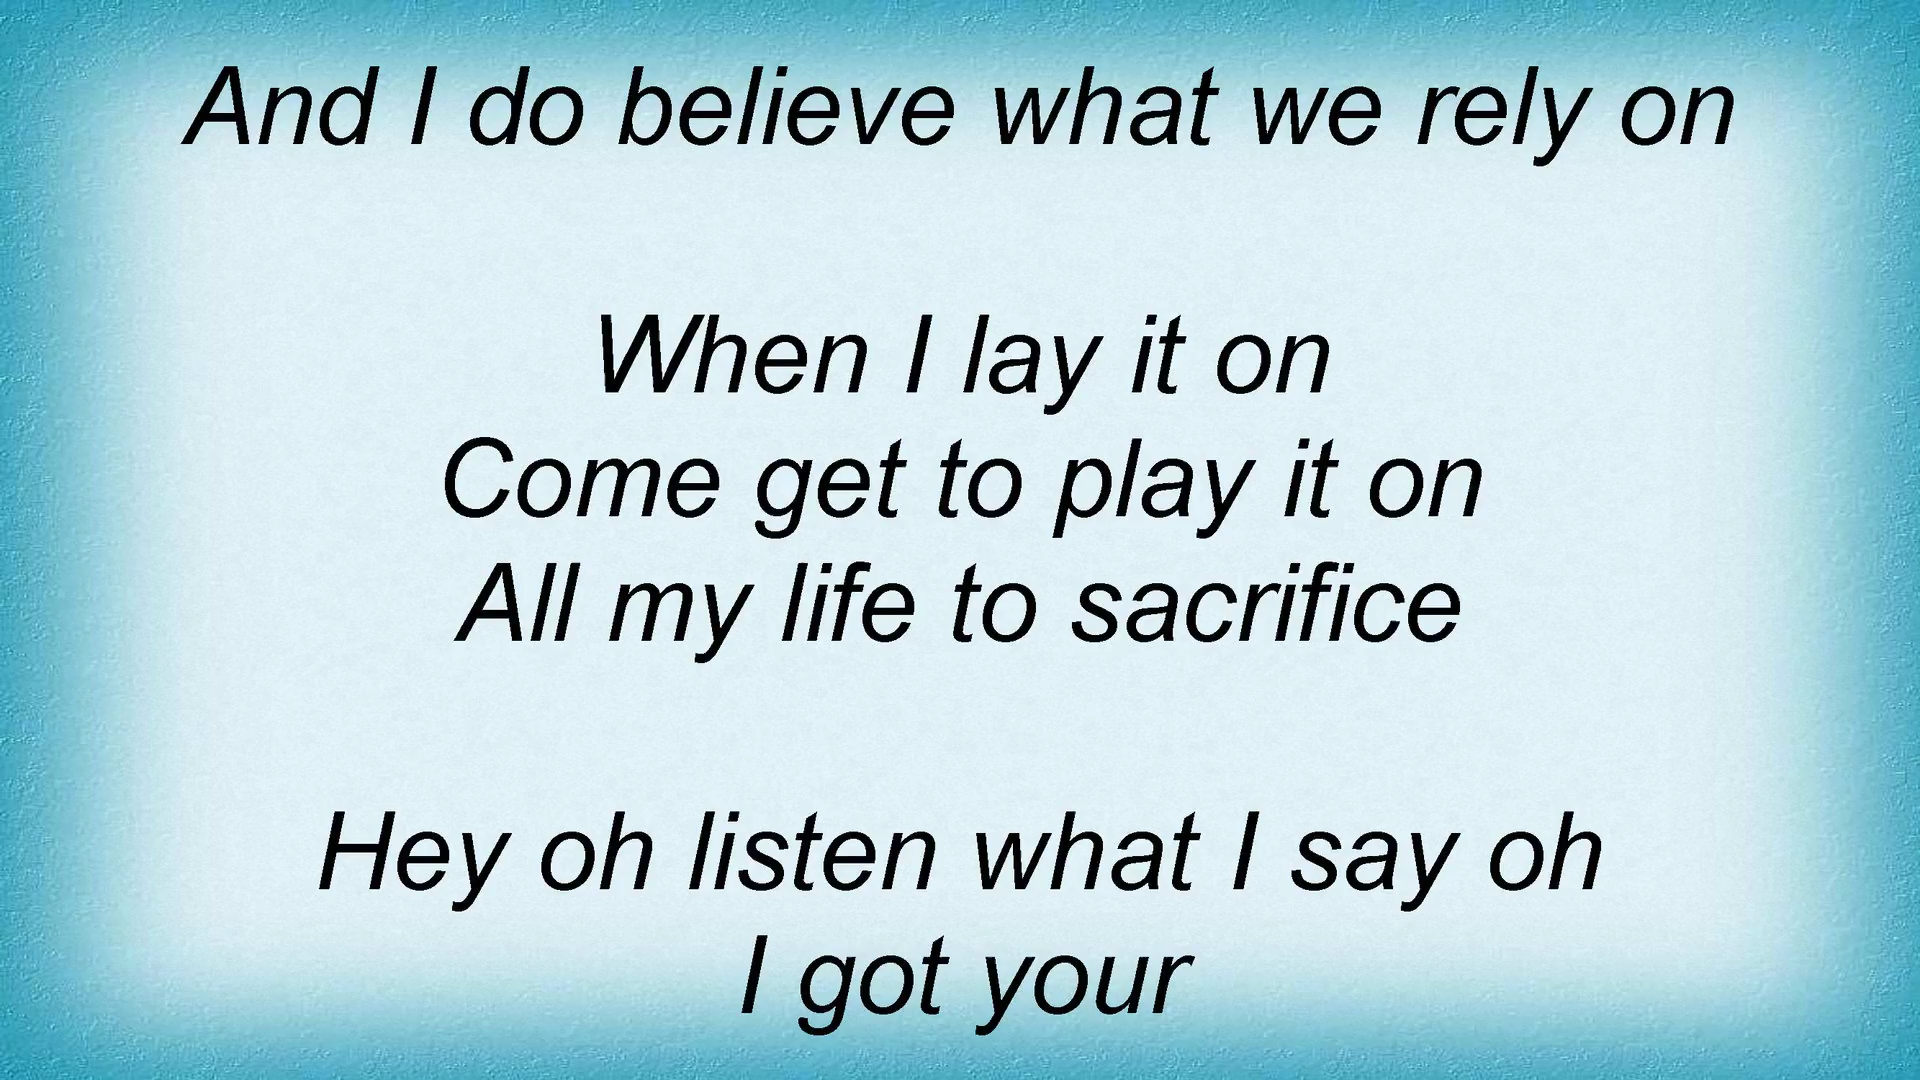 And I do believe what we rely on
When I lay it on
Come get to play it on
All my life to sacrifice
Hey oh listen what I say oh
I got your